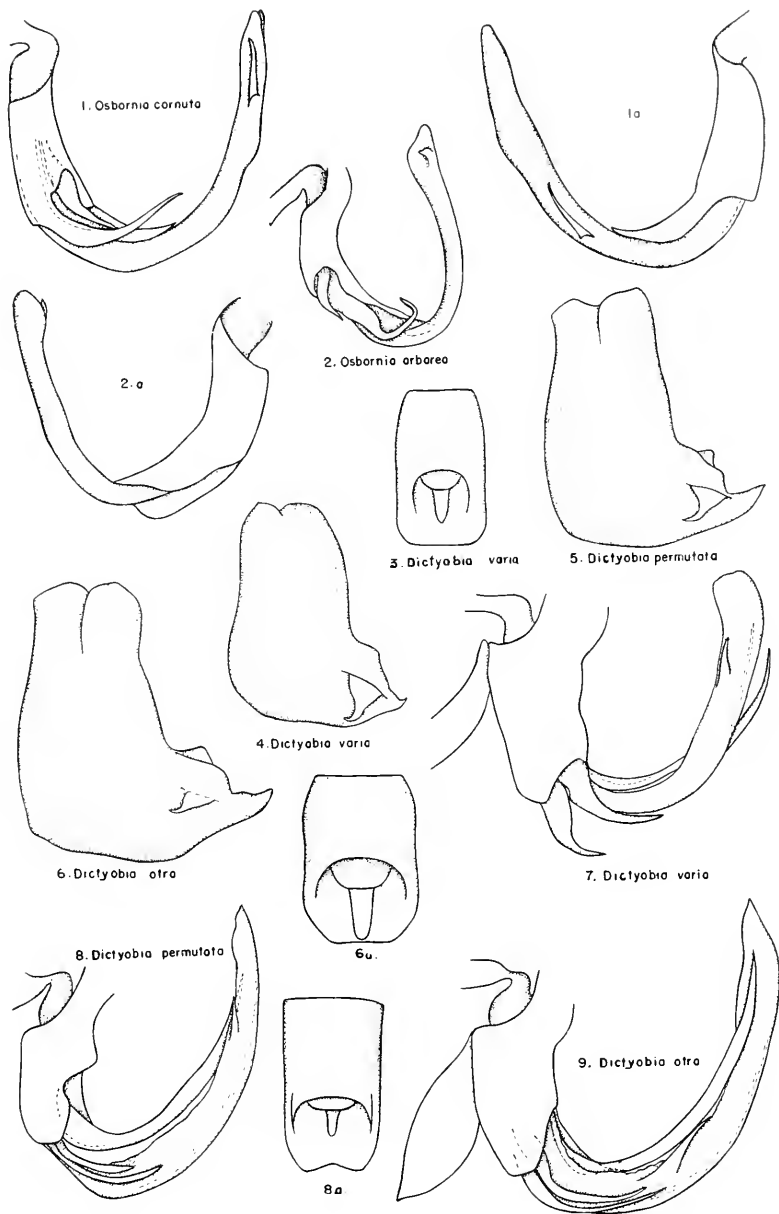 1. Osbornia cornuta
1a
2. Osbornia arborea
2. a
3. Dictyobia varia
5. Dictyobia permutata
4. Dictyobia varia
6. Dictyobia otra
7. Dictyobia varia
6a.
8. Dictyobia permutata
9. Dictyobia otra
8a.